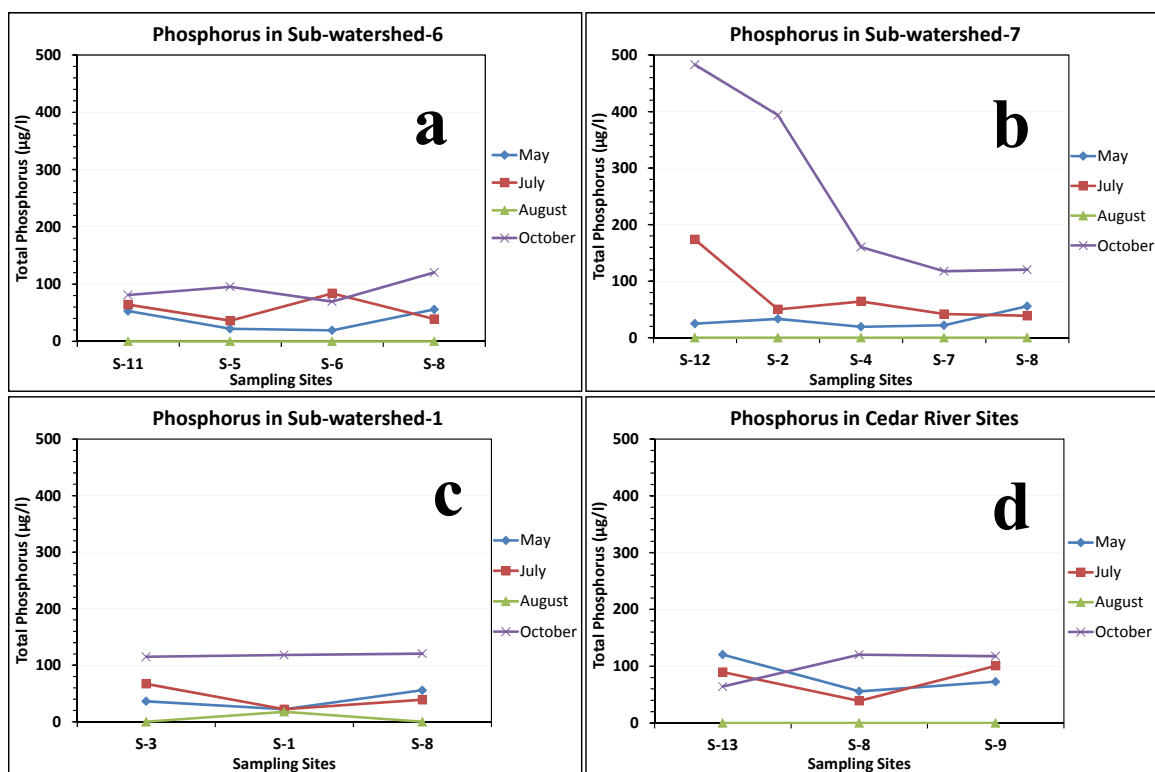 Phosphorus in Sub-watershed-6
500
400
300
200
100
0
Total Phosphorus (µg/l)
S-11 S-5 S-6 S-8
Sampling Sites
a
May
July
August
October
Phosphorus in Sub-watershed-7
500
400
300
200
100
0
Total Phosphorus (µg/l)
S-12 S-2 S-4 S-7 S-8
Sampling Sites
b
May
July
August
October
Phosphorus in Sub-watershed-1
500
400
300
200
100
0
Total Phosphorus (µg/l)
S-3 S-1 S-8
Sampling Sites
c
May
July
August
October
Phosphorus in Cedar River Sites
500
400
300
200
100
0
Total Phosphorus (µg/l)
S-13 S-8 S-9
Sampling Sites
d
May
July
August
October